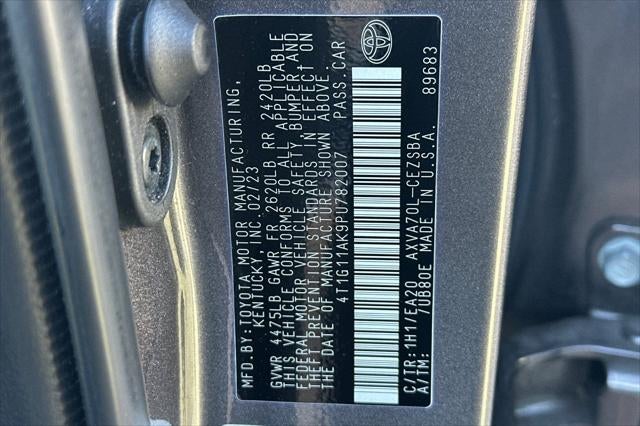 MFD. BY:TOYOTA MOTOR MANUFACTURING,
KENTUCKY, INC. 02/23
GVWR 4475LB GAWR FR 2620LB RR 2420LB
THIS VEHICLE CONFORMS TO ALL APPLICABLE
FEDERAL MOTOR VEHICLE SAFETY, BUMPER AND
THEFT PREVENTION STANDARDS IN EFFECT ON
THE DATE OF MANUFACTURE SHOWN ABOVE.
4T1G11AK9PU782007 PASS.CAR
C/TR:1H17/EA20 AXVA70L-CEZSBA
A/TM: /UB80E MADE IN U.S.A. 89683